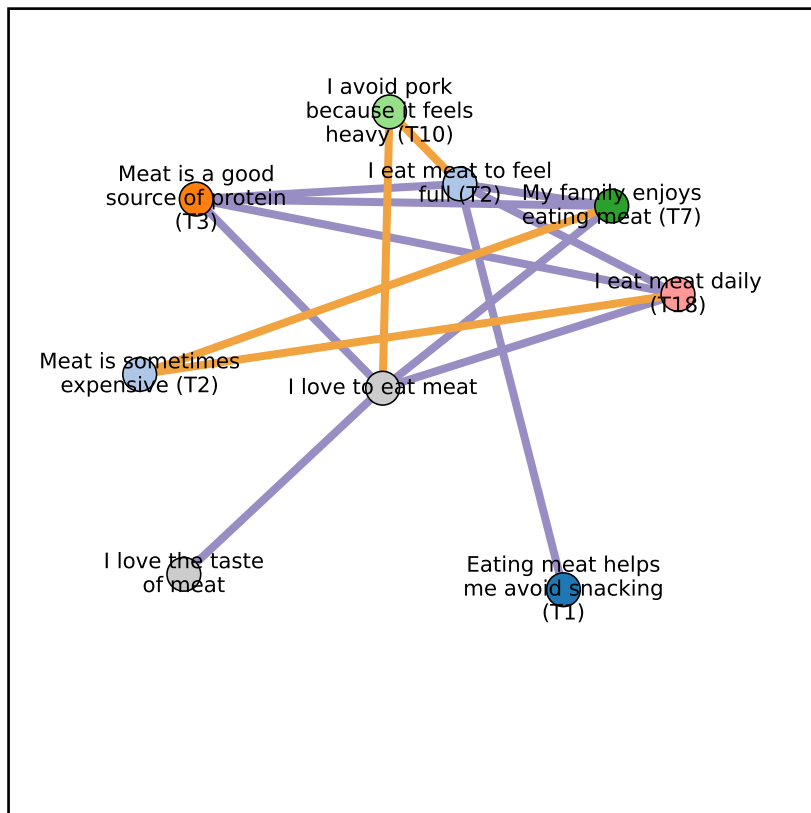 I avoid pork
because it feels
heavy (T10)
I eat meat to feel
full (T2)
Meat is a good
source of protein
(T3)
My family enjoys
eating meat (T7)
I eat meat daily
(T18)
Meat is sometimes
expensive (T2)
I love to eat meat
I love the taste
of meat
Eating meat helps
me avoid snacking
(T1)